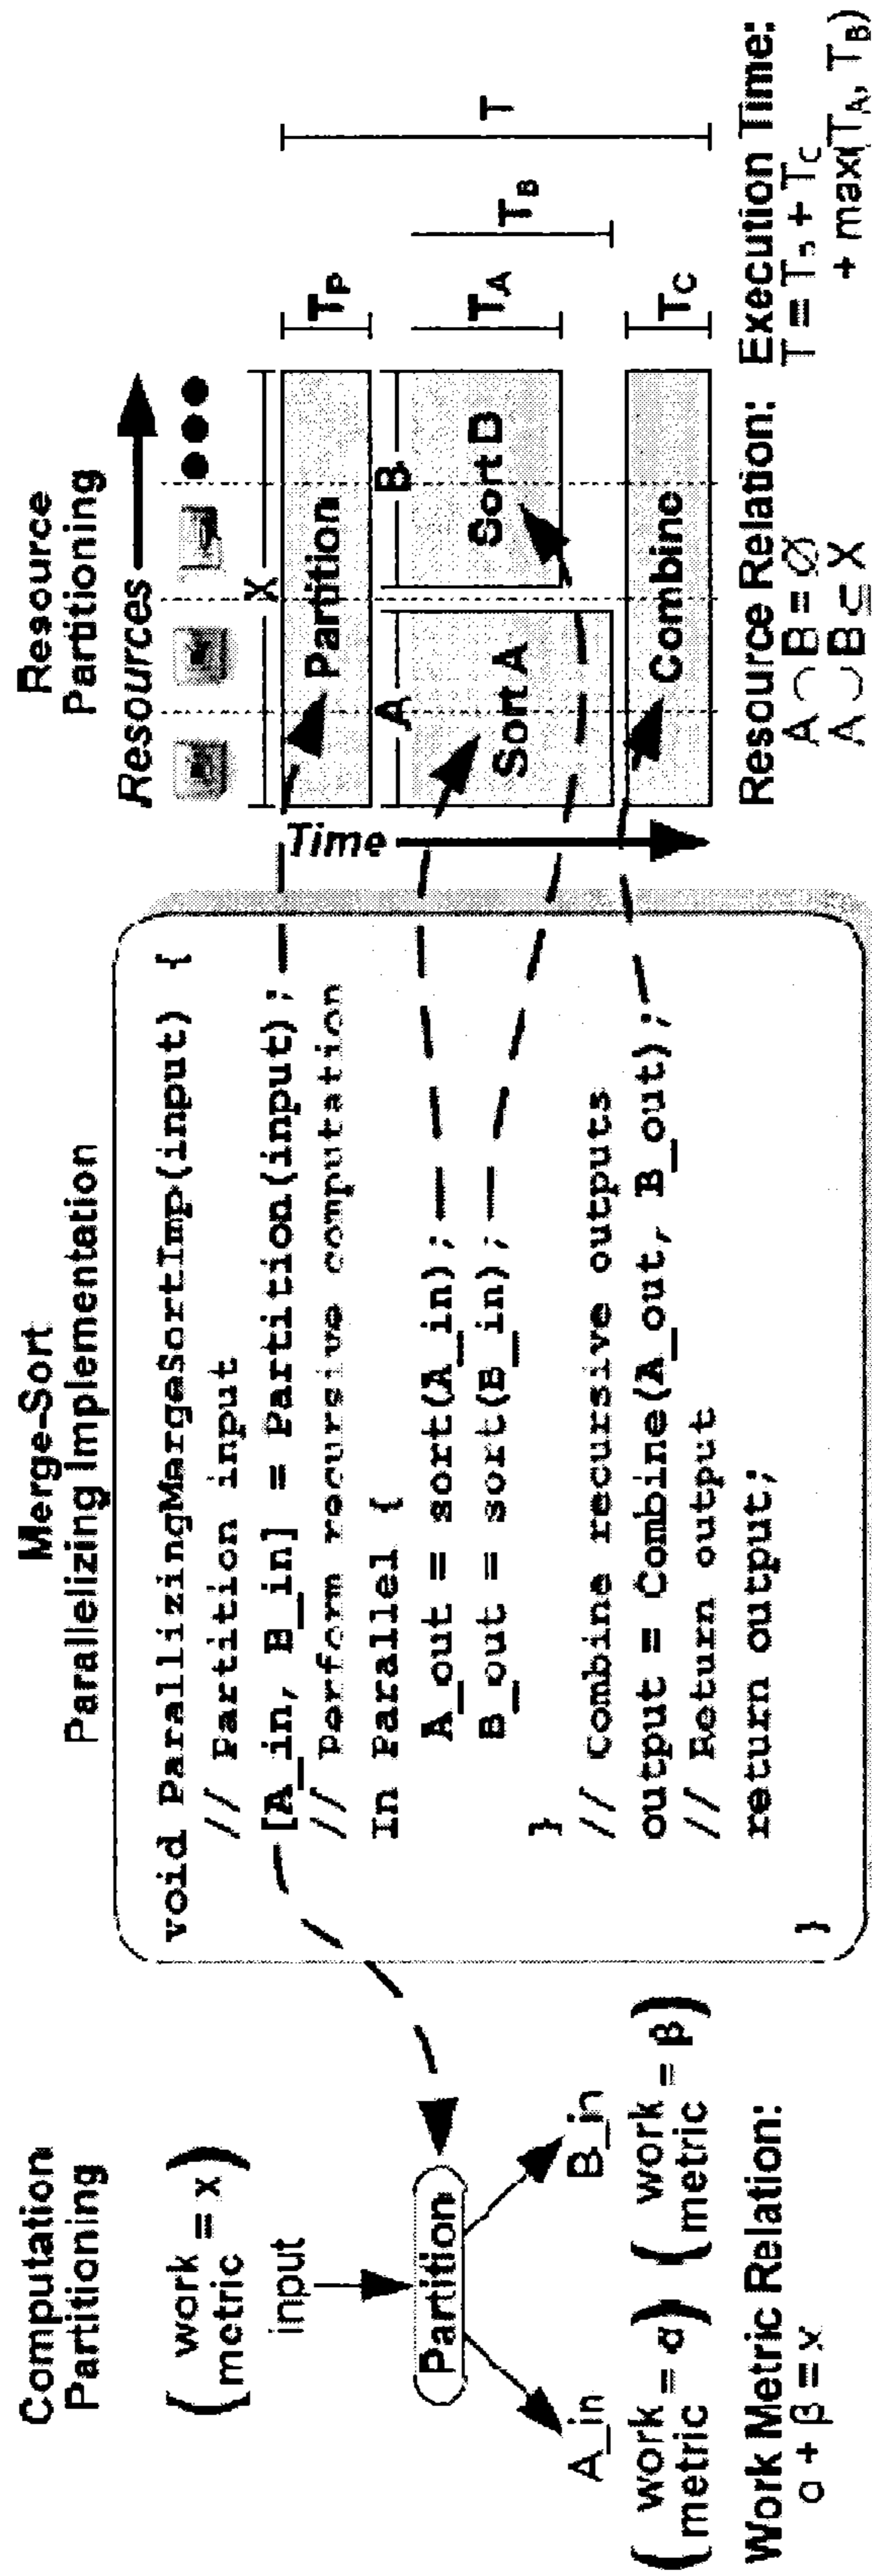 Computation
Partitioning
( work = x )
metric
input
Partition
A_in
B_in
( work = α )
metric
( work = β )
metric
Work Metric Relation:
α + β = x
Merge-Sort
Parallelizing Implementation
void ParallizingMergeSortImp(input) {
// Partition input
[A_in, B_in] = Partition(input);
// Perform recursive computation
In Parallel {
A_out = sort(A_in);
B_out = sort(B_in);
}
// Combine recursive outputs
output = Combine(A_out, B_out);
// Return output
return output;
}
Resource
Partitioning
Resources
X
Time
Partition
A
B
Sort A
Sort B
Combine
T_P
T_A
T_B
T_C
T
Resource Relation:
A ∩ B = Ø
A ∪ B ⊆ X
Execution Time:
T = T_P + T_C
+ max(T_A, T_B)